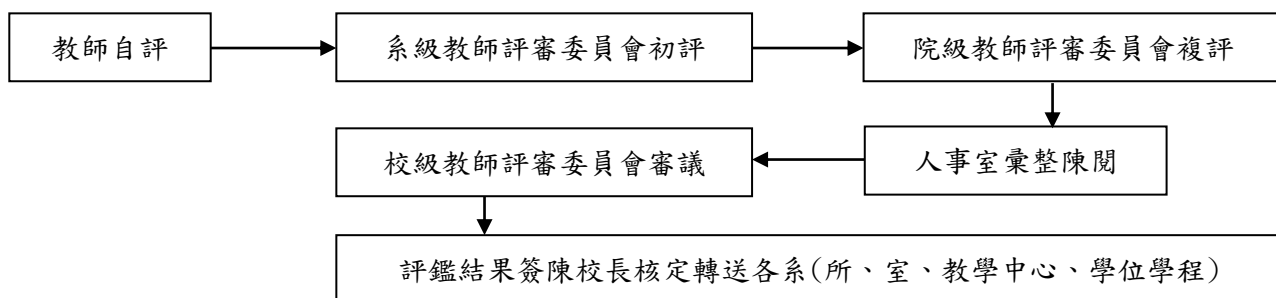 教師自評
系級教師評審委員會初評
院級教師評審委員會複評
人事室彙整陳閱
校級教師評審委員會審議
評鑑結果簽陳校長核定轉送各系(所、室、教學中心、學位學程)